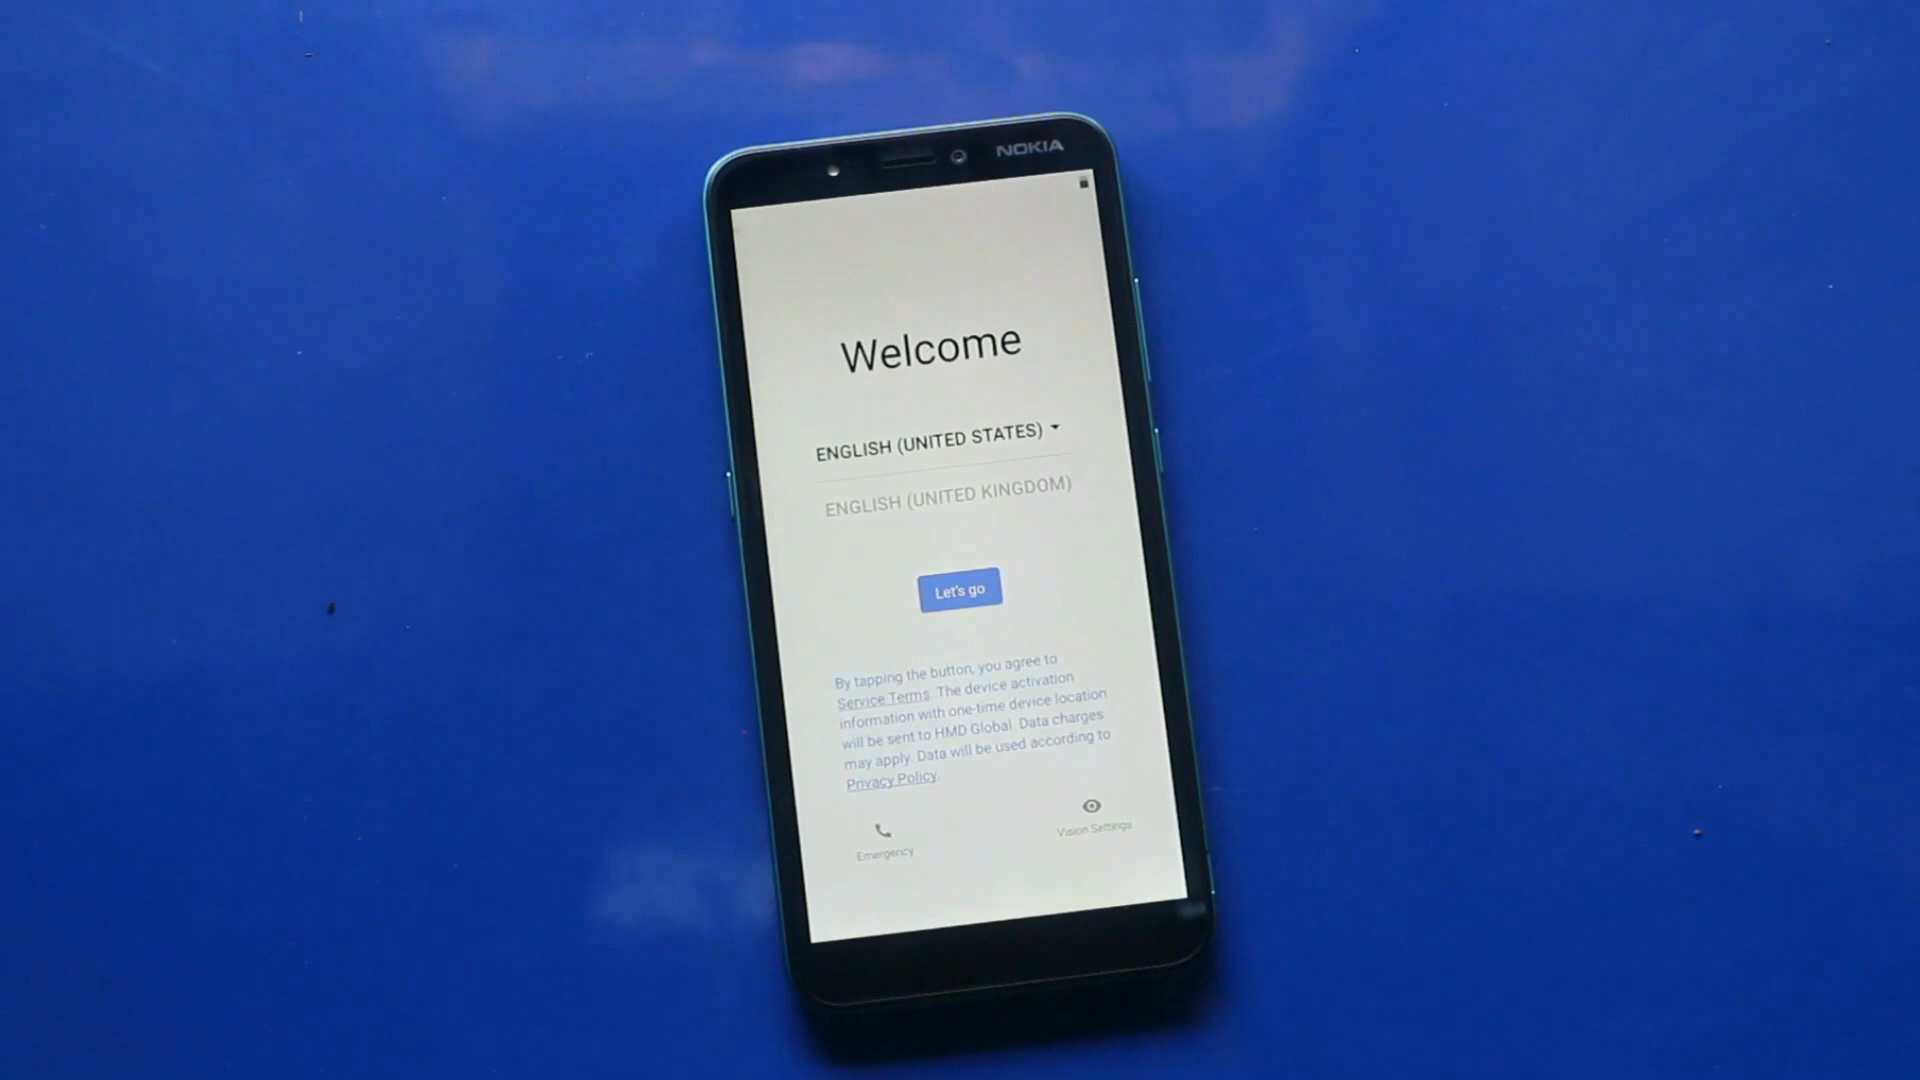 NOKIA
Welcome
ENGLISH (UNITED STATES)
ENGLISH (UNITED KINGDOM)
Let's go
By tapping the button, you agree to
Service Terms. The device activation
information with one-time device location
will be sent to HMD Global. Data charges
may apply. Data will be used according to
Privacy Policy.
Emergency
Vision Settings